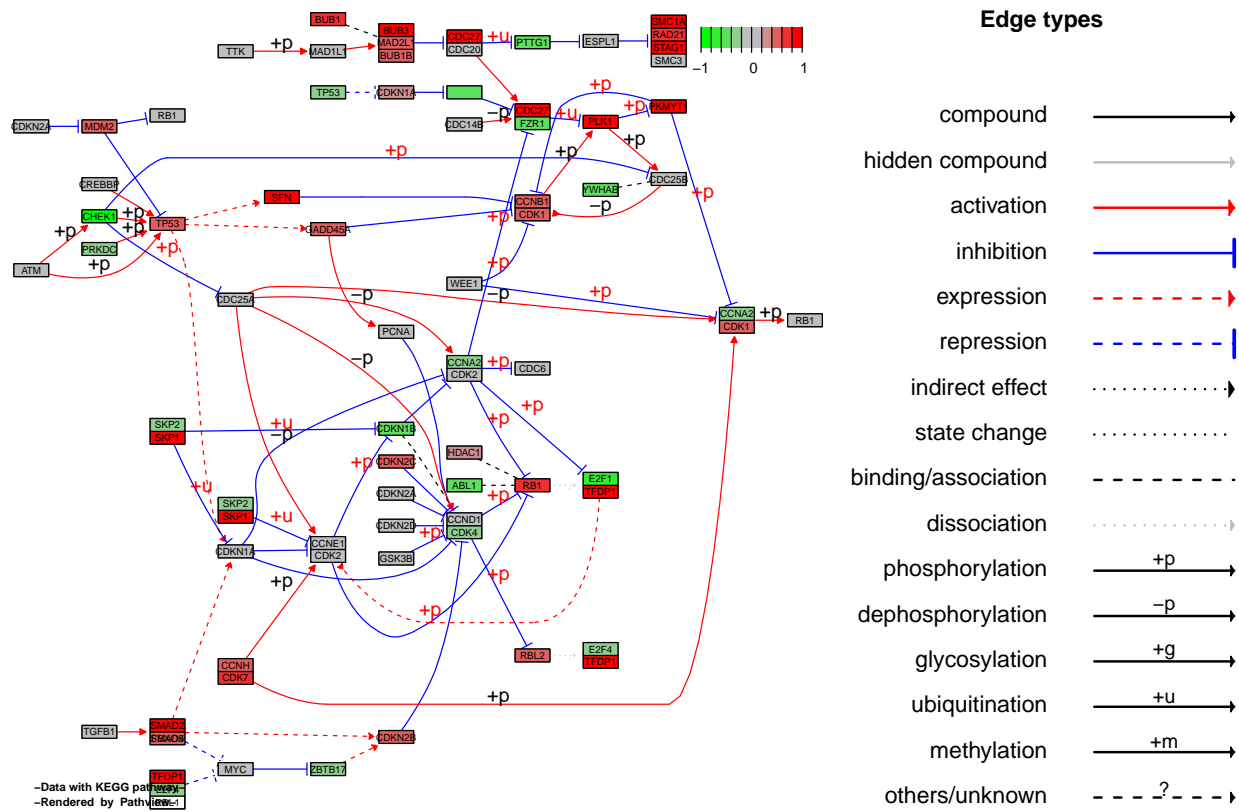 Edge types
BUB1
BUB3
MAD2L1
BUB1B
TTK
+p
MAD1L1
CDC27
CDC20
+u
PTTG1
ESPL1
SMC1A
RAD21
STAG1
SMC3
−1 0 1
TP53
CDKN1A
CDC27
FZR1
CDC14B
−p
+u
PLK1
+p
+p
PKMYT1
CDKN2A
MDM2
RB1
+p
+p
+p
CREBBP
CHEK1
+p
+p
TP53
+p
PRKDC
+p
+p
ATM
SFN
GADD45A
CCNB1
CDK1
+p
YWHAB
CDC25B
−p
+p
CDC25A
−p
WEE1
+p
−p
+p
CCNA2
CDK1
+p
RB1
PCNA
−p
CCNA2
CDK2
+p
CDC6
+p
+p
SKP2
SKP1
+u
−p
CDKN1B
+p
CDKN2C
HDAC1
ABL1
RB1
E2F1
TFDP1
+u
SKP2
SKP1
+u
CDKN2A
CDKN2D
GSK3B
+p
+p
CCND1
CDK4
CDKN1A
CCNE1
CDK2
+p
+p
+p
CCNH
CDK7
RBL2
E2F4
TFDP1
+p
TGFB1
SMAD2
CDKN2B
MYC
ZBTB17
TFDP1
−Data with KEGG pathway−
−Rendered by Pathview−
compound
hidden compound
activation
inhibition
expression
repression
indirect effect
state change
binding/association
dissociation
phosphorylation +p
dephosphorylation −p
glycosylation +g
ubiquitination +u
methylation +m
others/unknown ?